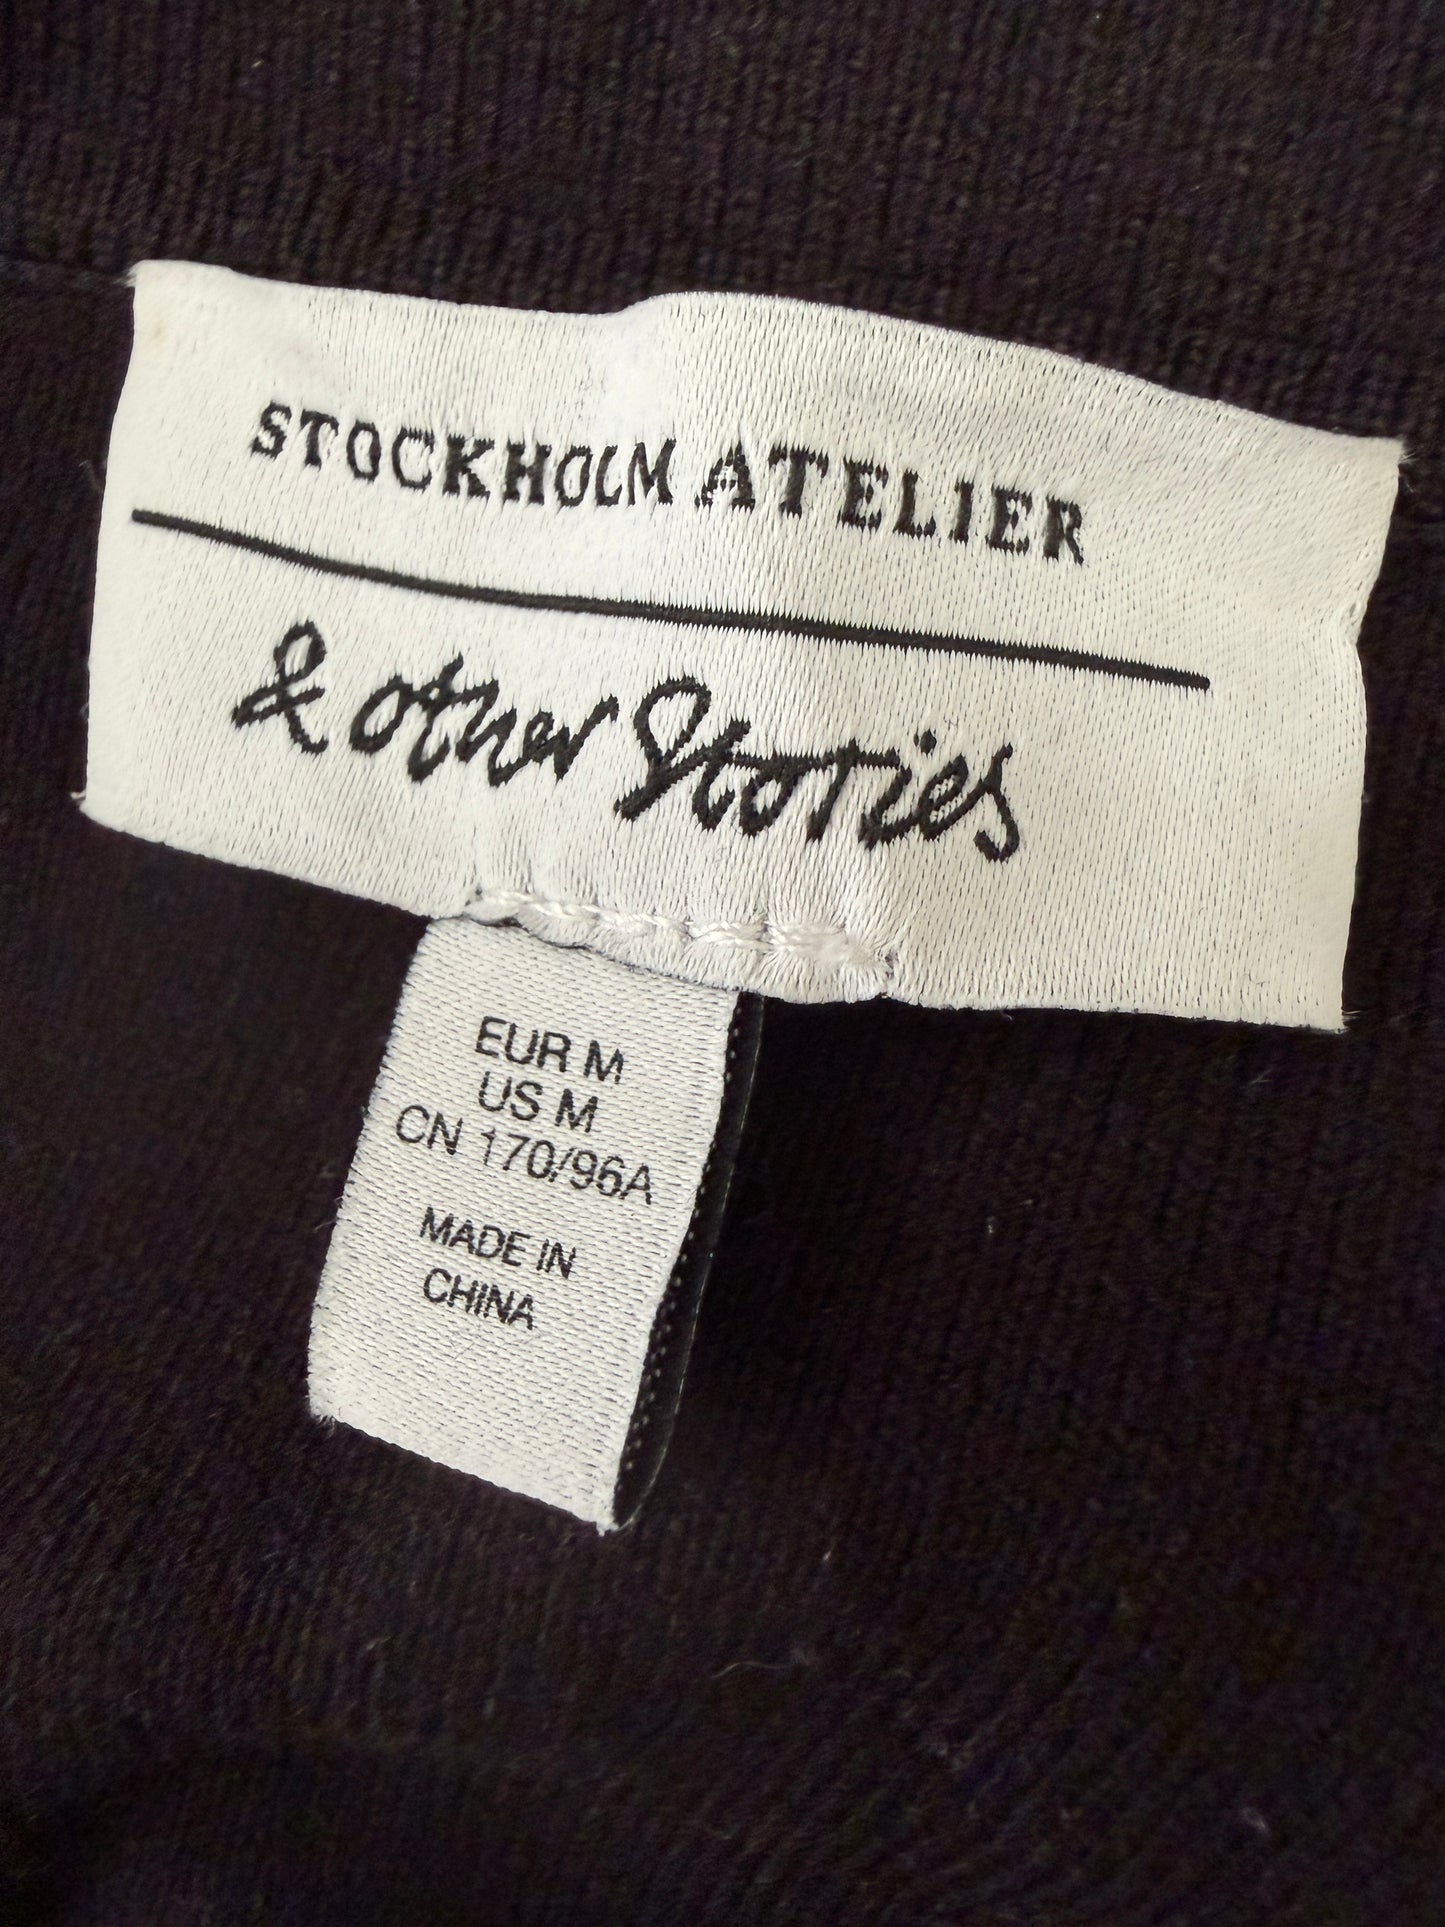 STOCKHOLM ATELIER
& other Stories
EUR M
US M
CN 170/96A
MADE IN
CHINA